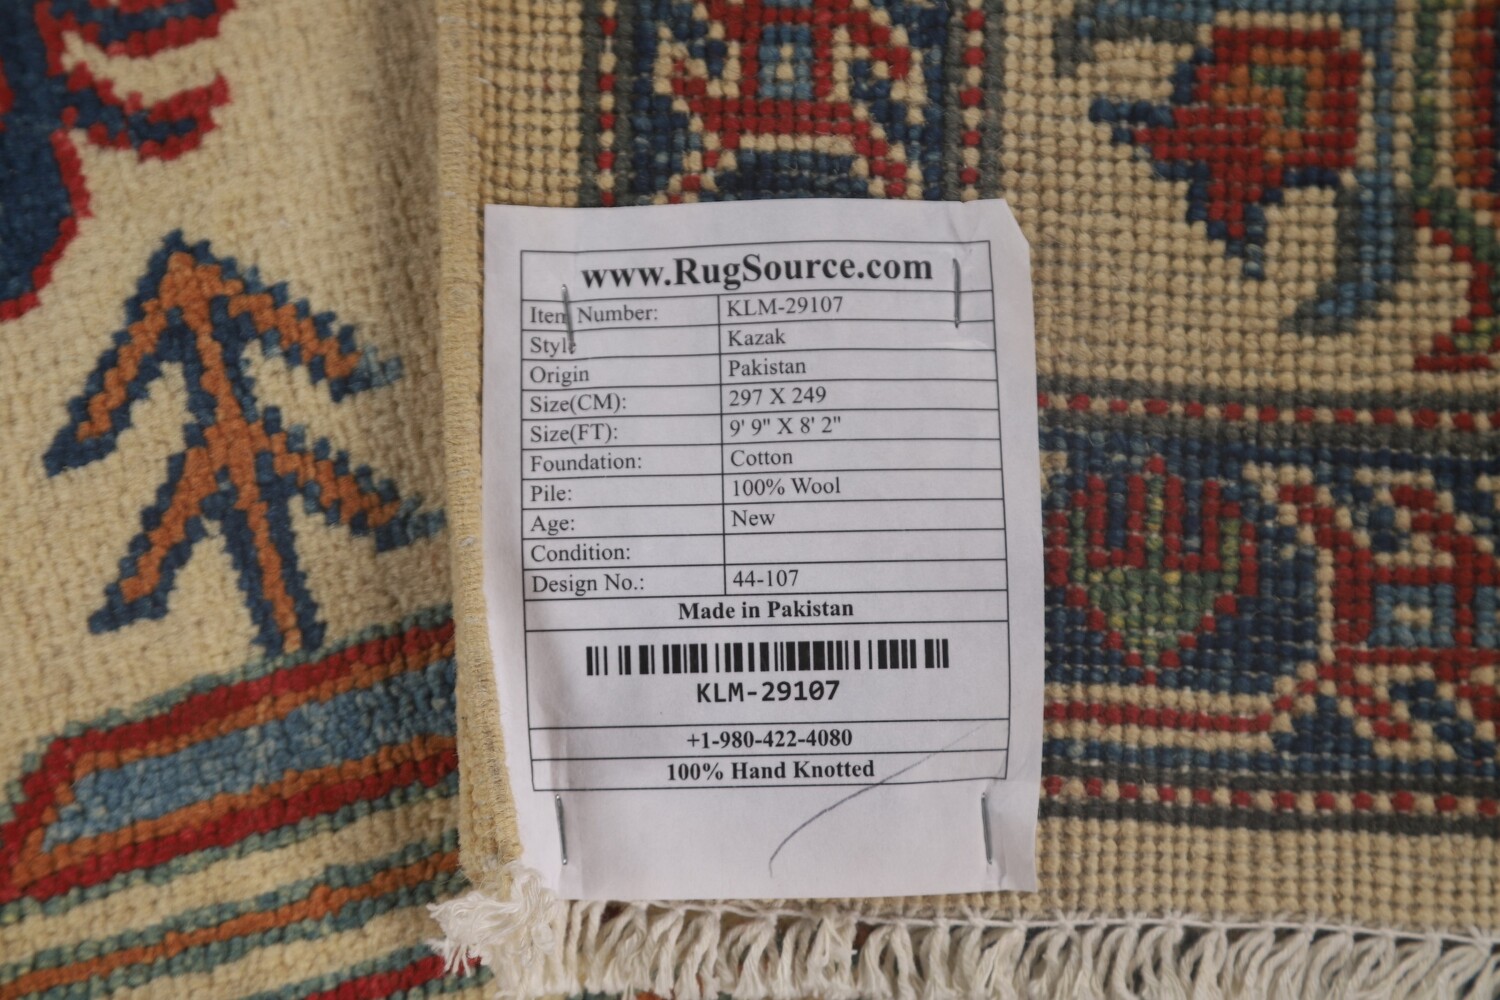 www.RugSource.com
Item Number: KLM-29107
Style Kazak
Origin Pakistan
Size(CM): 297 X 249
Size(FT): 9' 9" X 8' 2"
Foundation: Cotton
Pile: 100% Wool
Age: New
Condition:
Design No.: 44-107
Made in Pakistan
KLM-29107
+1-980-422-4080
100% Hand Knotted